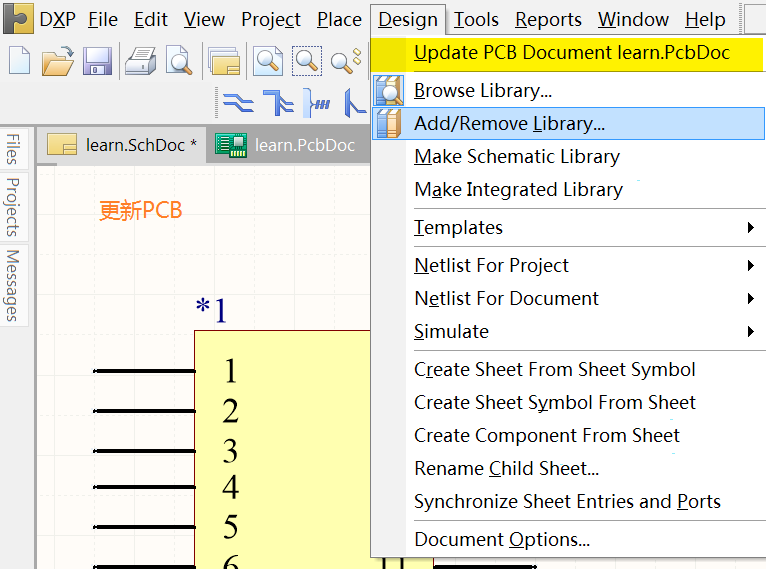 DXP File Edit View Project Place Design Tools Reports Window Help
Update PCB Document learn.PcbDoc
Browse Library...
Add/Remove Library...
Make Schematic Library
Make Integrated Library
Templates
Netlist For Project
Netlist For Document
Simulate
Create Sheet From Sheet Symbol
Create Sheet Symbol From Sheet
Create Component From Sheet
Rename Child Sheet...
Synchronize Sheet Entries and Ports
Document Options...
learn.SchDoc * learn.PcbDoc
Files
Projects
Messages
更新PCB
*1
1
2
3
4
5
6 11